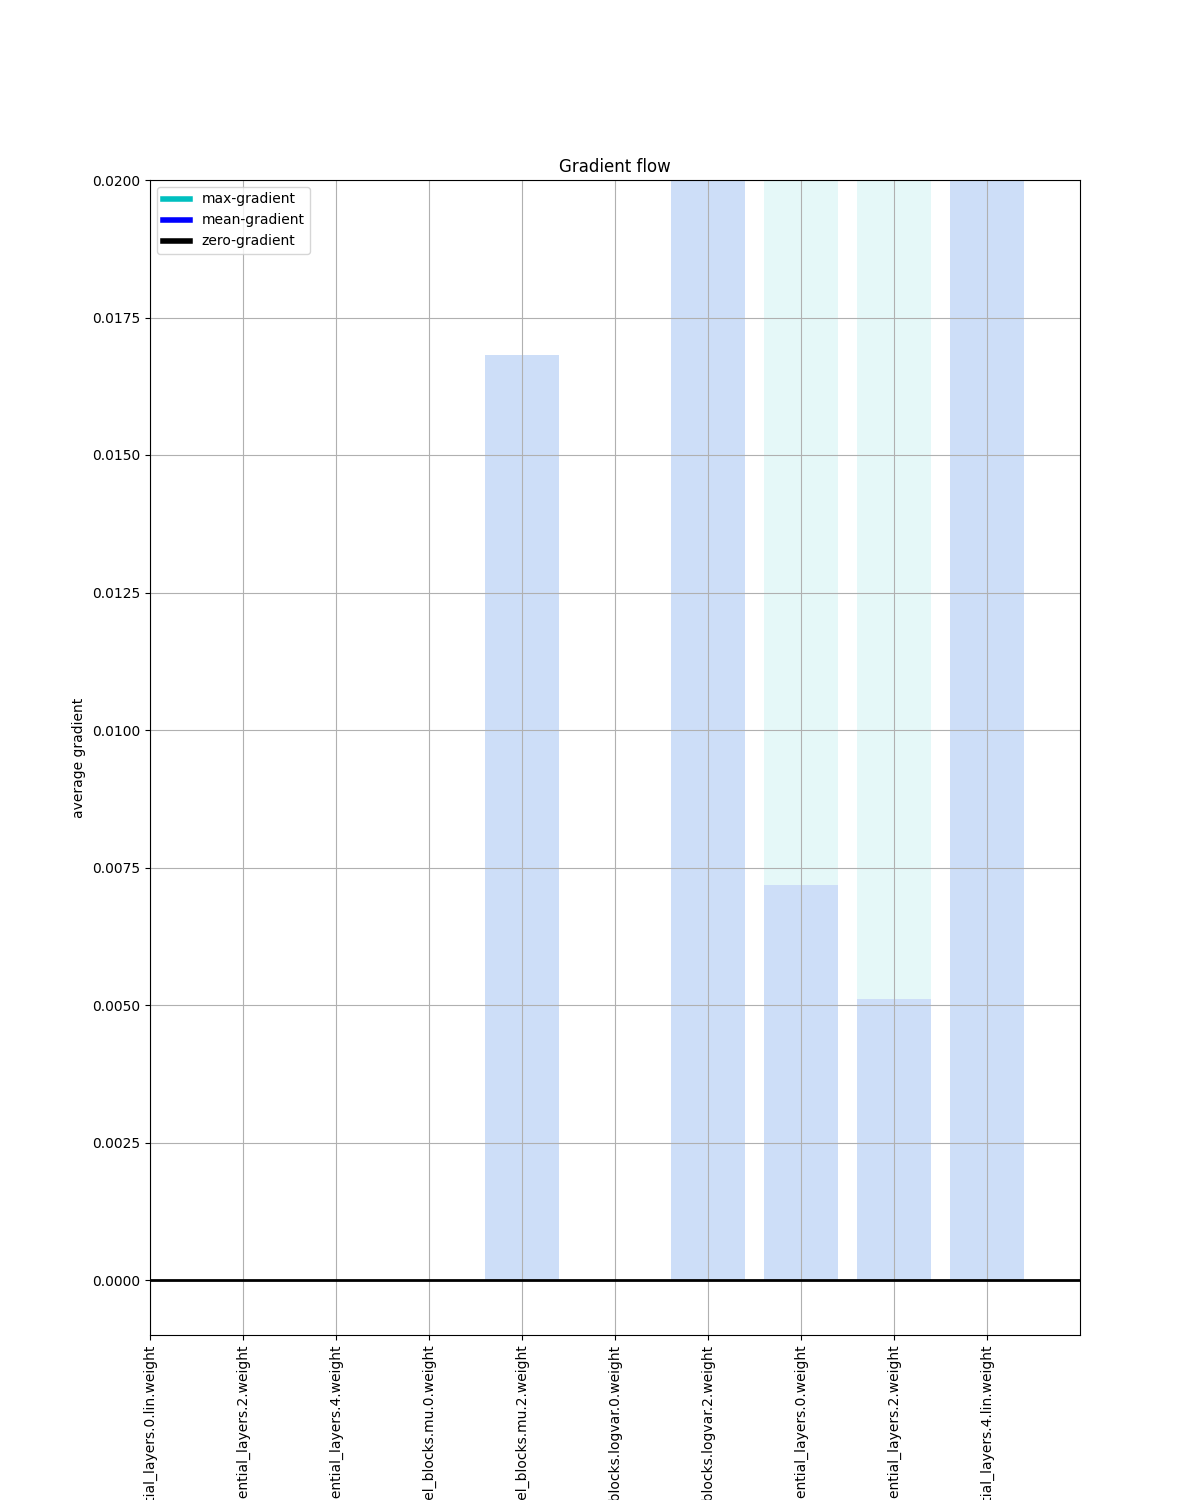 Gradient flow
max-gradient
mean-gradient
zero-gradient
0.0200
0.0175
0.0150
0.0125
0.0100
0.0075
0.0050
0.0025
0.0000
average gradient
tial_layers.0.lin.weight
ential_layers.2.weight
ential_layers.4.weight
el_blocks.mu.0.weight
el_blocks.mu.2.weight
blocks.logvar.0.weight
blocks.logvar.2.weight
ential_layers.0.weight
ential_layers.2.weight
tial_layers.4.lin.weight